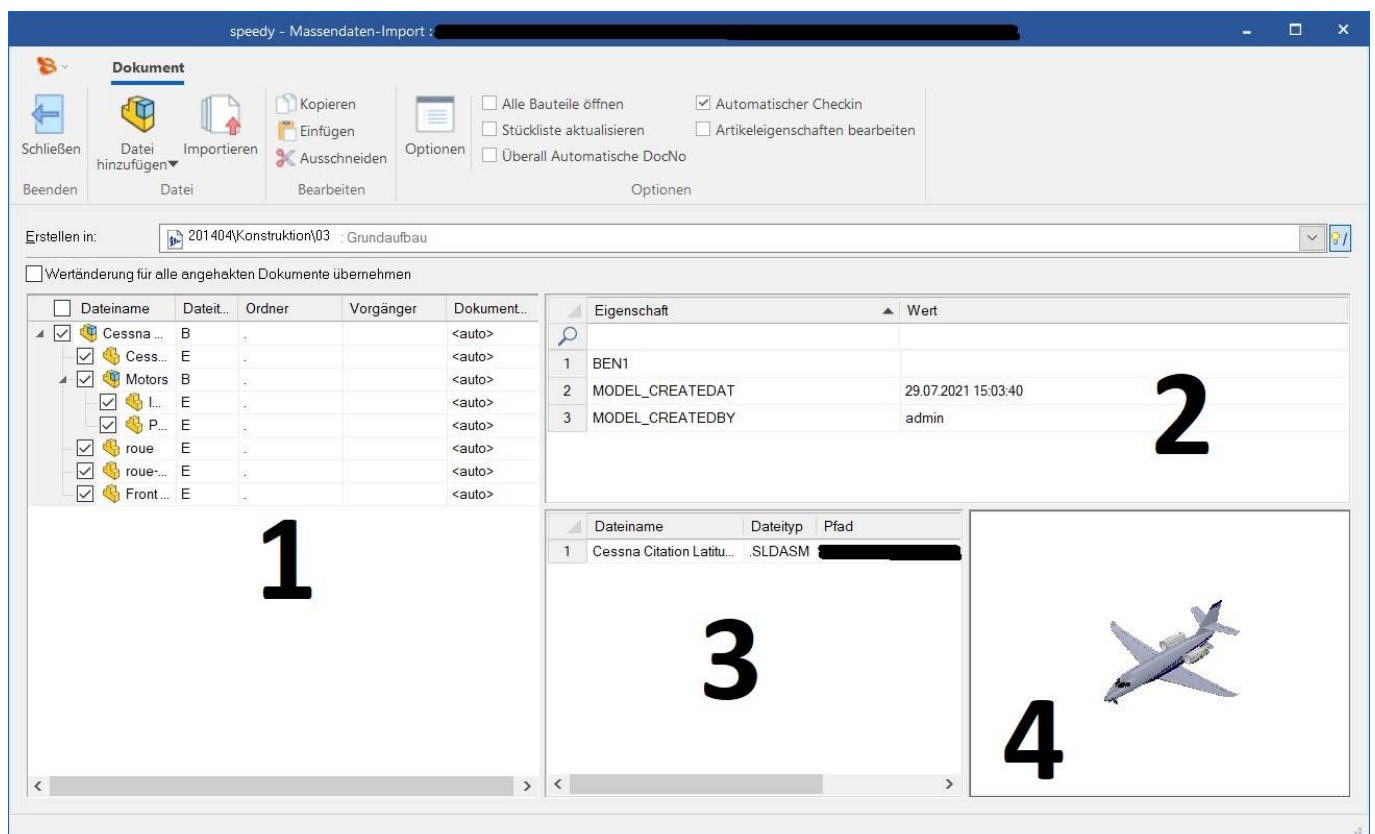 speedy - Massendaten-Import :
Dokument
Schließen
Datei hinzufügen
Importieren
Kopieren
Einfügen
Ausschneiden
Optionen
Alle Bauteile öffnen
Stückliste aktualisieren
Überall Automatische DocNo
Automatischer Checkin
Artikeleigenschaften bearbeiten
Beenden Datei Bearbeiten Optionen
Erstellen in: 201404\Konstruktion\03 : Grundaufbau
Wertänderung für alle angehakten Dokumente übernehmen
Dateiname Dateit... Ordner Vorgänger Dokument...
Cessna ... B . <auto>
Cess... E . <auto>
Motors B . <auto>
I... E . <auto>
P... E . <auto>
roue E . <auto>
roue-... E . <auto>
Front ... E . <auto>
1
Eigenschaft Wert
1 BEN1
2 MODEL_CREATEDAT 29.07.2021 15:03:40
3 MODEL_CREATEDBY admin
2
Dateiname Dateityp Pfad
1 Cessna Citation Latitu... .SLDASM
3
4